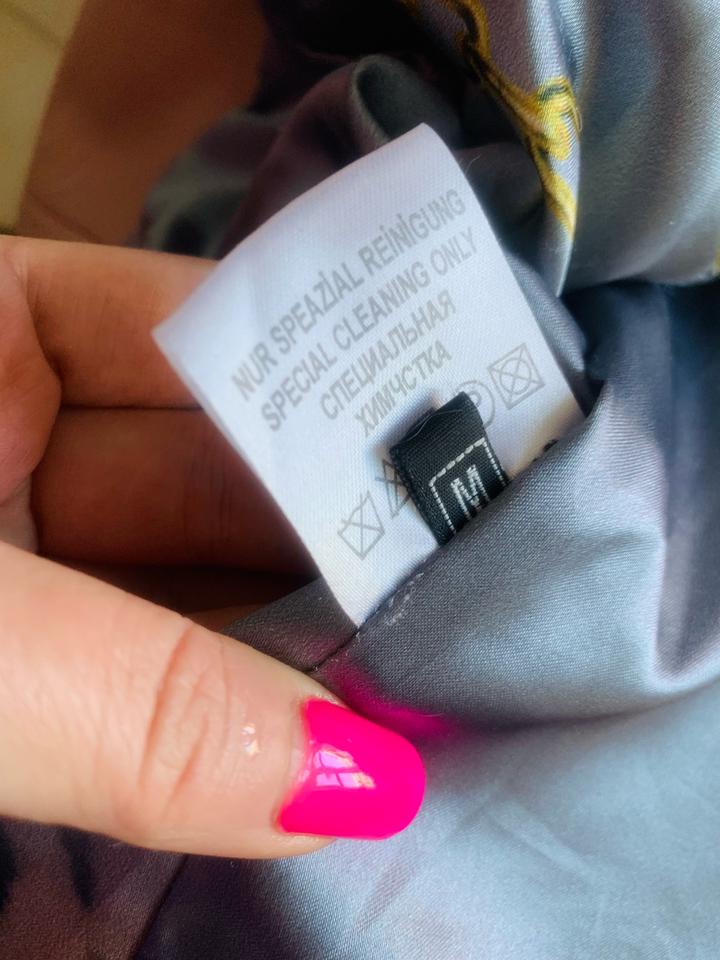 NUR SPEAZİAL REİNİGUNG
SPECIAL CLEANING ONLY
СПЕЦИАЛЬНАЯ
ХИМЧСТКА
P
M